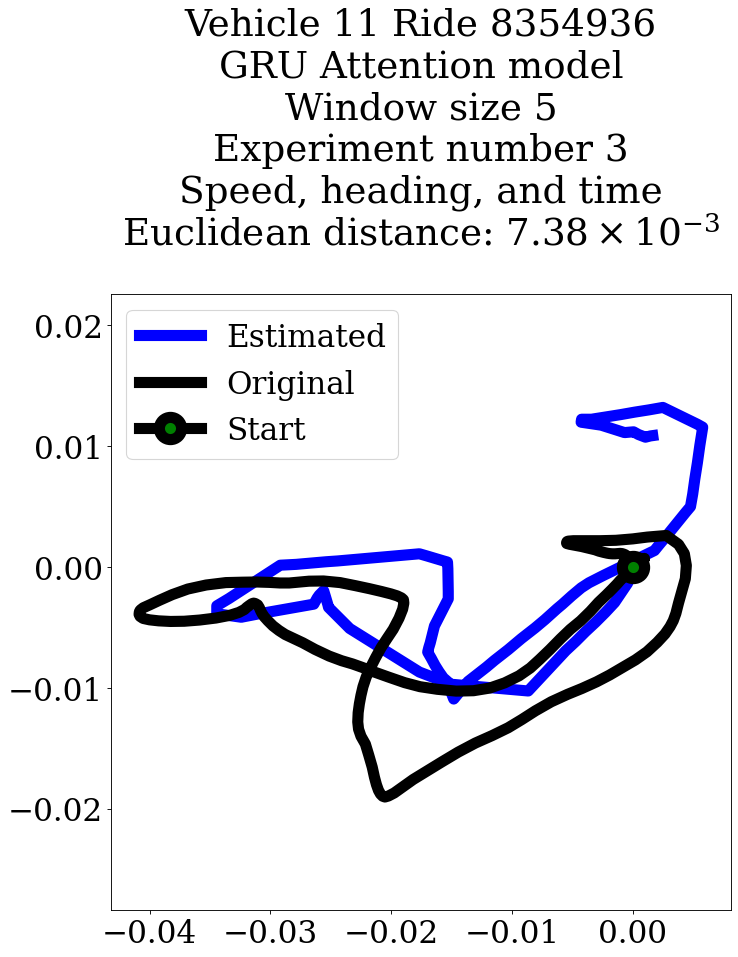 Vehicle 11 Ride 8354936
GRU Attention model
Window size 5
Experiment number 3
Speed, heading, and time
Euclidean distance: 7.38 × 10⁻³
0.02
0.01
0.00
−0.01
−0.02
Estimated
Original
Start
−0.04 −0.03 −0.02 −0.01 0.00